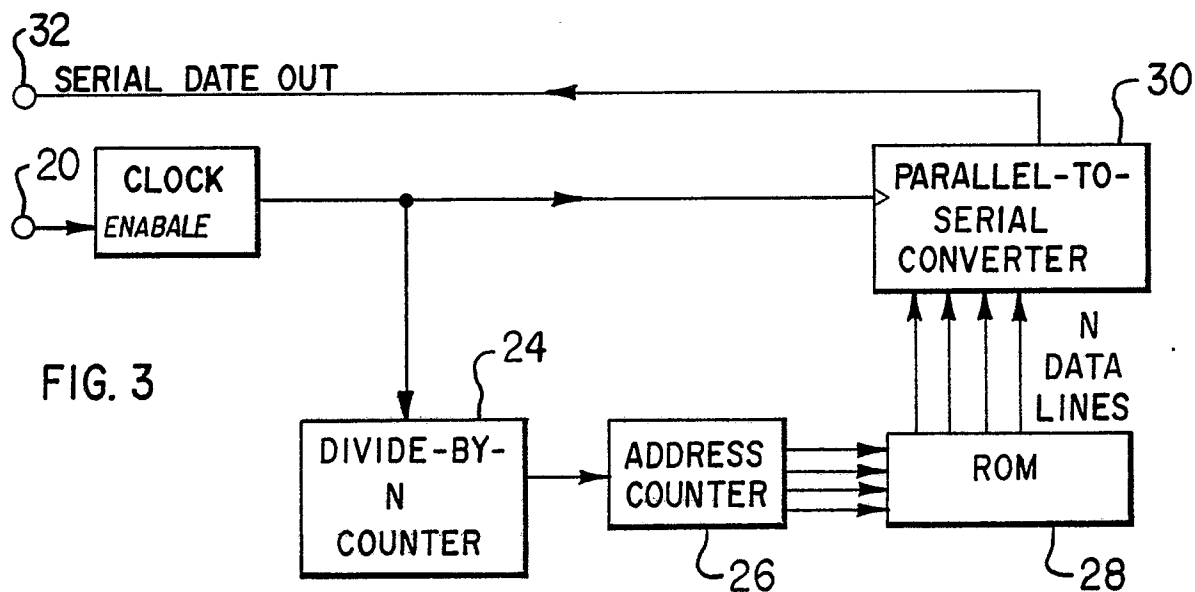 32
SERIAL DATE OUT
30
20
CLOCK
ENABALE
PARALLEL-TO-
SERIAL
CONVERTER
N
DATA
LINES
FIG. 3
24
DIVIDE-BY-
N
COUNTER
ADDRESS
COUNTER
ROM
26
28